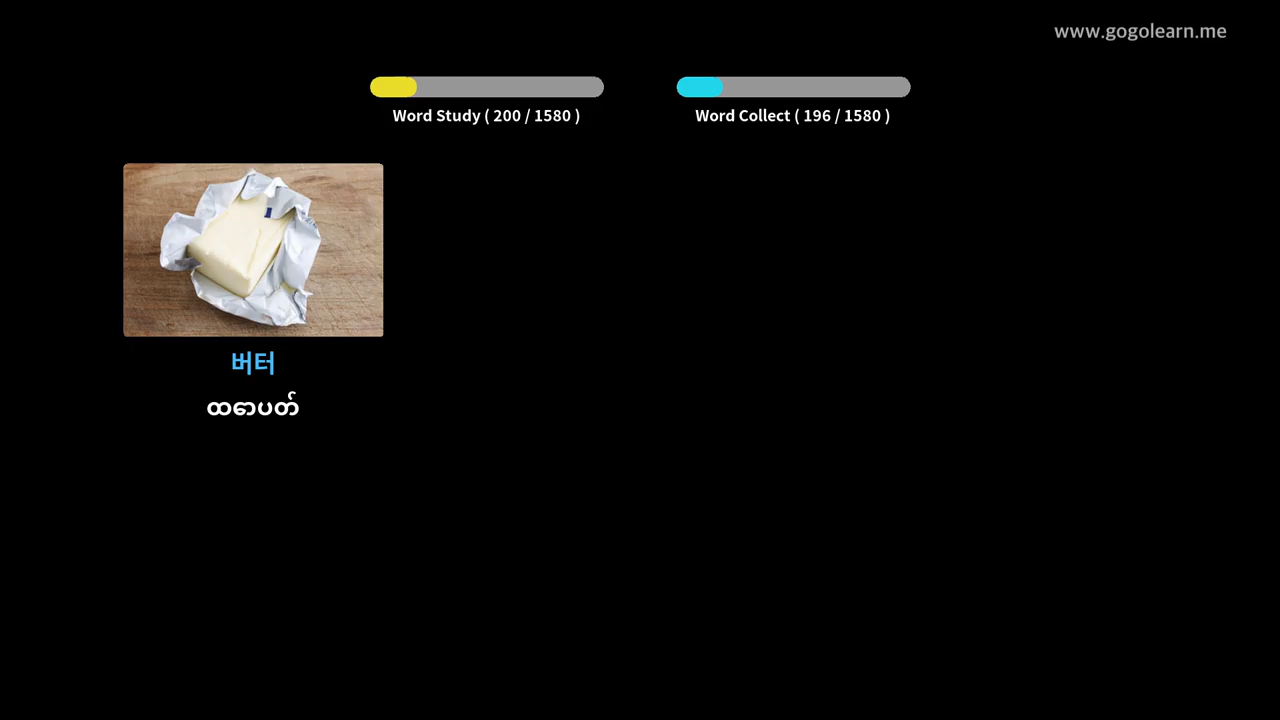 www.gogolearn.me
Word Study ( 200 / 1580 )
Word Collect ( 196 / 1580 )
버터
ထောပတ်